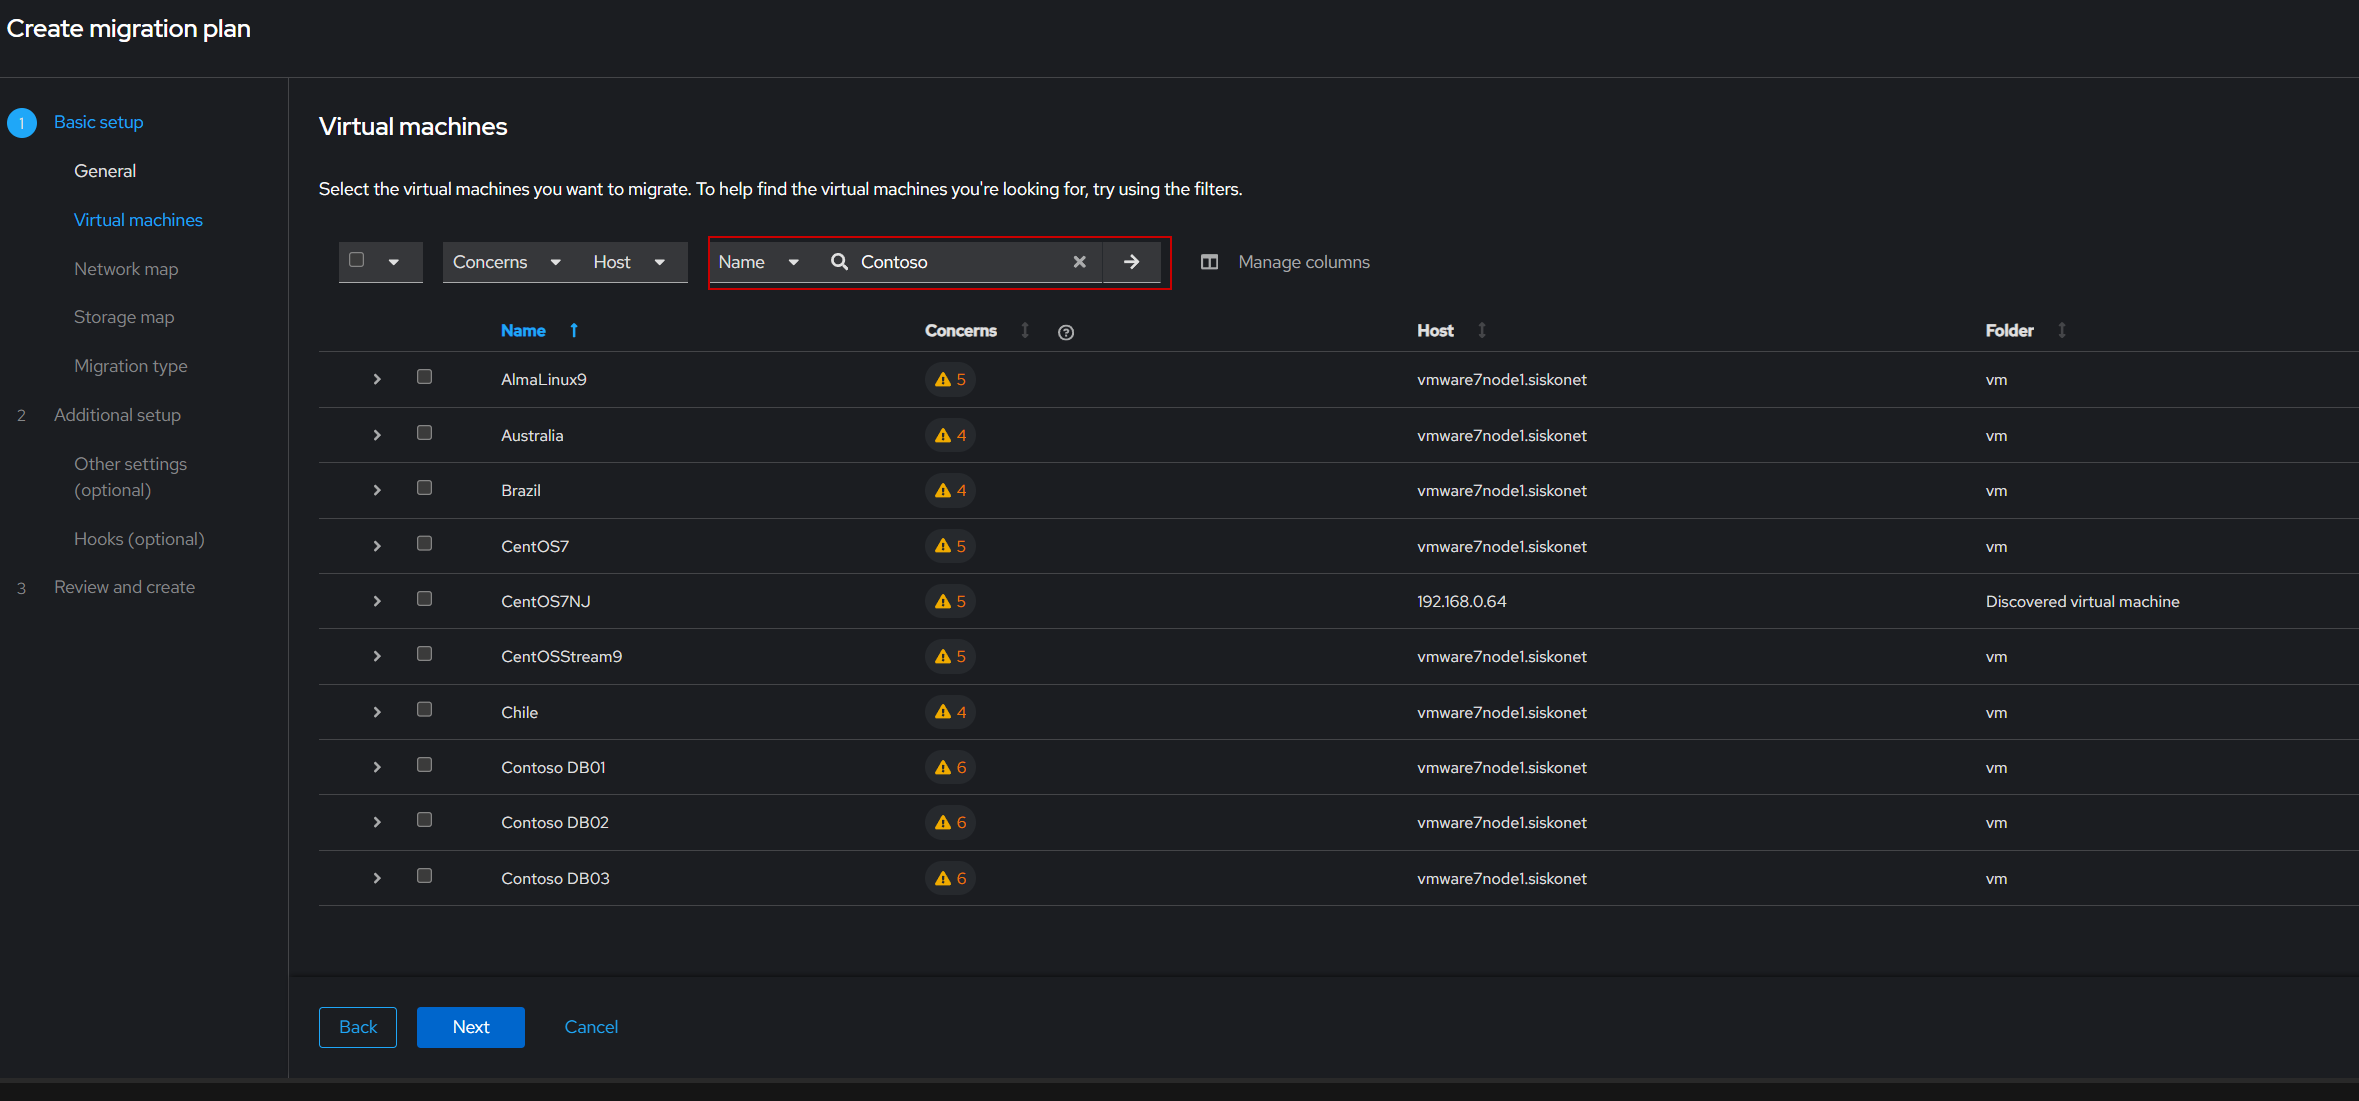 Create migration plan
1 Basic setup
General
Virtual machines
Network map
Storage map
Migration type
2 Additional setup
Other settings
(optional)
Hooks (optional)
3 Review and create
Virtual machines
Select the virtual machines you want to migrate. To help find the virtual machines you're looking for, try using the filters.
Concerns Host Name Contoso Manage columns
Name Concerns Host Folder
AlmaLinux9 5 vmware7node1.siskonet vm
Australia 4 vmware7node1.siskonet vm
Brazil 4 vmware7node1.siskonet vm
CentOS7 5 vmware7node1.siskonet vm
CentOS7NJ 5 192.168.0.64 Discovered virtual machine
CentOSStream9 5 vmware7node1.siskonet vm
Chile 4 vmware7node1.siskonet vm
Contoso DB01 6 vmware7node1.siskonet vm
Contoso DB02 6 vmware7node1.siskonet vm
Contoso DB03 6 vmware7node1.siskonet vm
Back Next Cancel